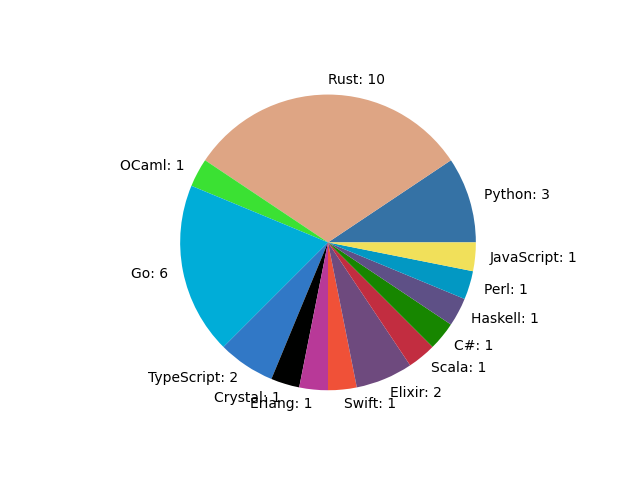 Rust: 10
OCaml: 1
Python: 3
JavaScript: 1
Go: 6
Perl: 1
Haskell: 1
C#: 1
Scala: 1
TypeScript: 2
Elixir: 2
Crystal: 1
Erlang: 1
Swift: 1